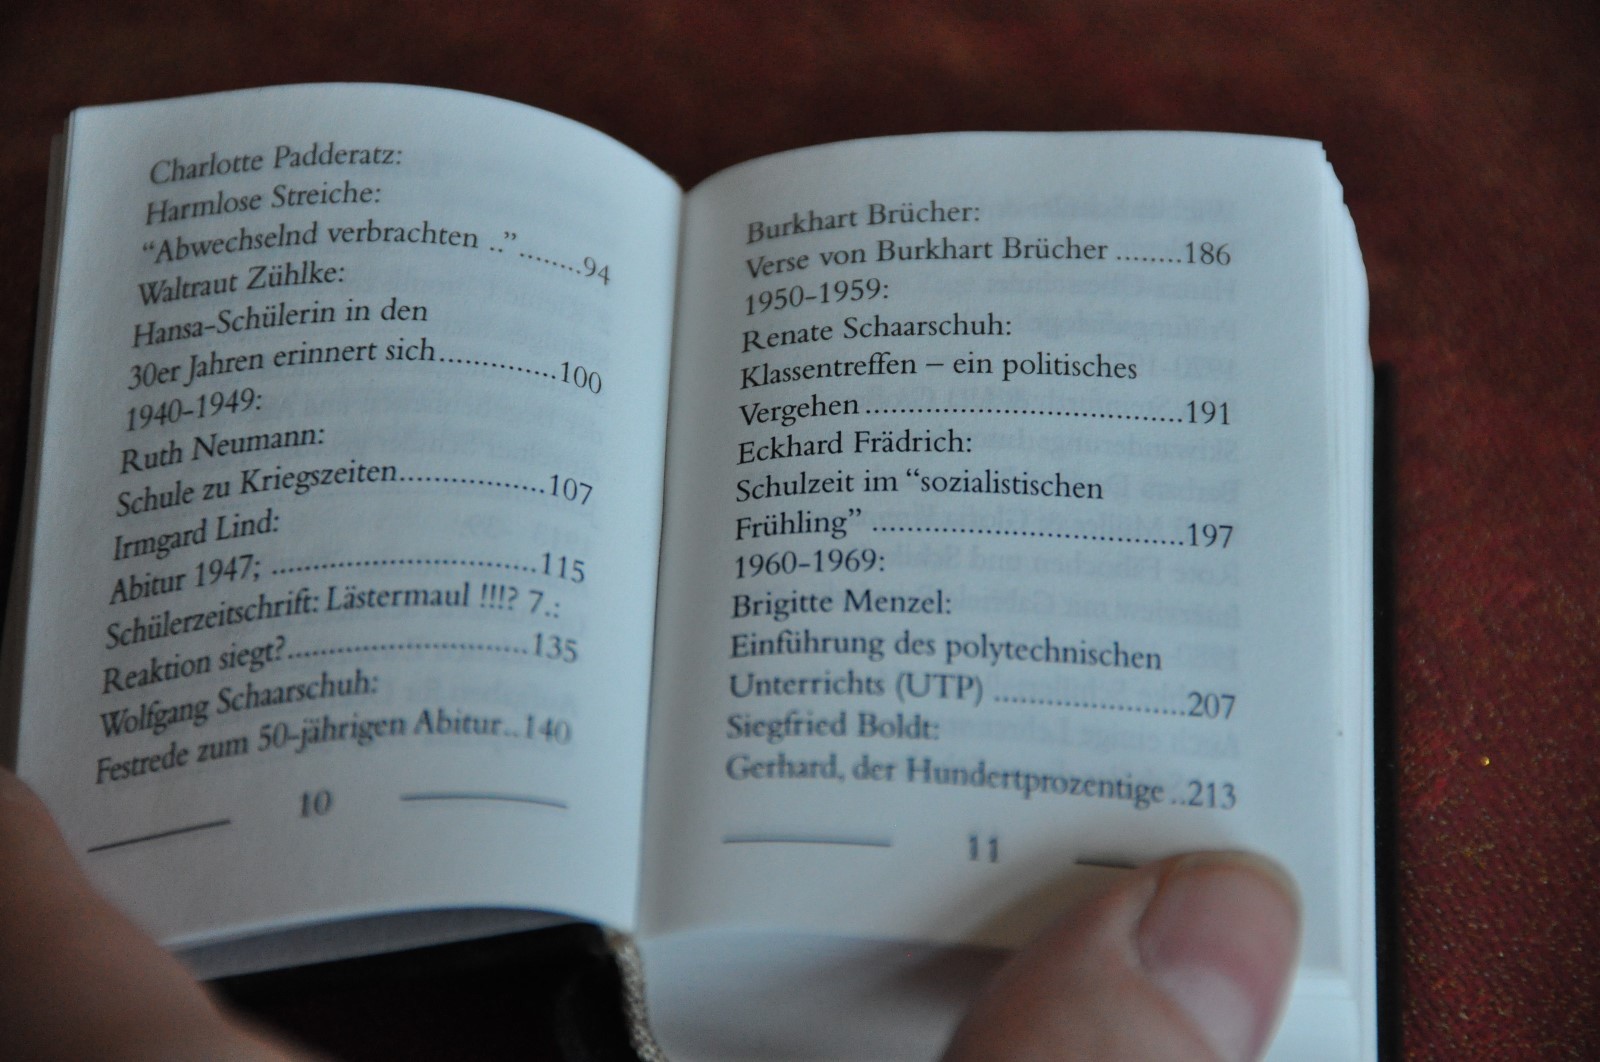 Charlotte Padderatz:
Harmlose Streiche:
“Abwechselnd verbrachten ..”........94
Waltraut Zühlke:
Hansa-Schülerin in den
30er Jahren erinnert sich.............100
1940-1949:
Ruth Neumann:
Schule zu Kriegszeiten................107
Irmgard Lind:
Abitur 1947; ..............................115
Schülerzeitschrift: Lästermaul !!!? 7.:
Reaktion siegt?...........................135
Wolfgang Schaarschuh:
Festrede zum 50-jährigen Abitur..140
10
Burkhart Brücher:
Verse von Burkhart Brücher ........186
1950-1959:
Renate Schaarschuh:
Klassentreffen – ein politisches
Vergehen....................................191
Eckhard Frädrich:
Schulzeit im “sozialistischen
Frühling” ...................................197
1960-1969:
Brigitte Menzel:
Einführung des polytechnischen
Unterrichts (UTP) ......................207
Siegfried Boldt:
Gerhard, der Hundertprozentige ..213
11